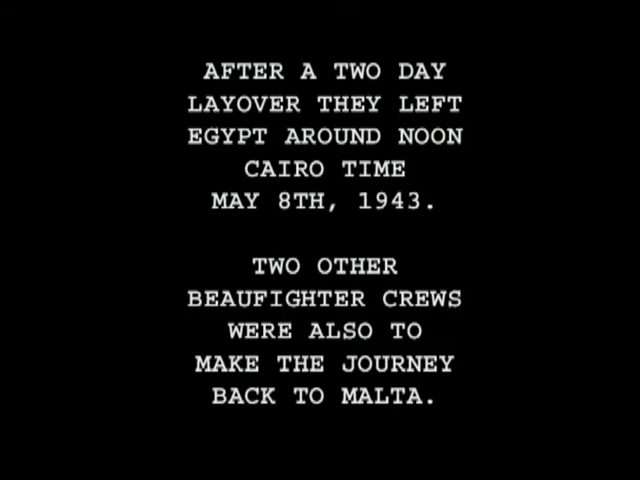 AFTER A TWO DAY
LAYOVER THEY LEFT
EGYPT AROUND NOON
CAIRO TIME
MAY 8TH, 1943.
TWO OTHER
BEAUFIGHTER CREWS
WERE ALSO TO
MAKE THE JOURNEY
BACK TO MALTA.